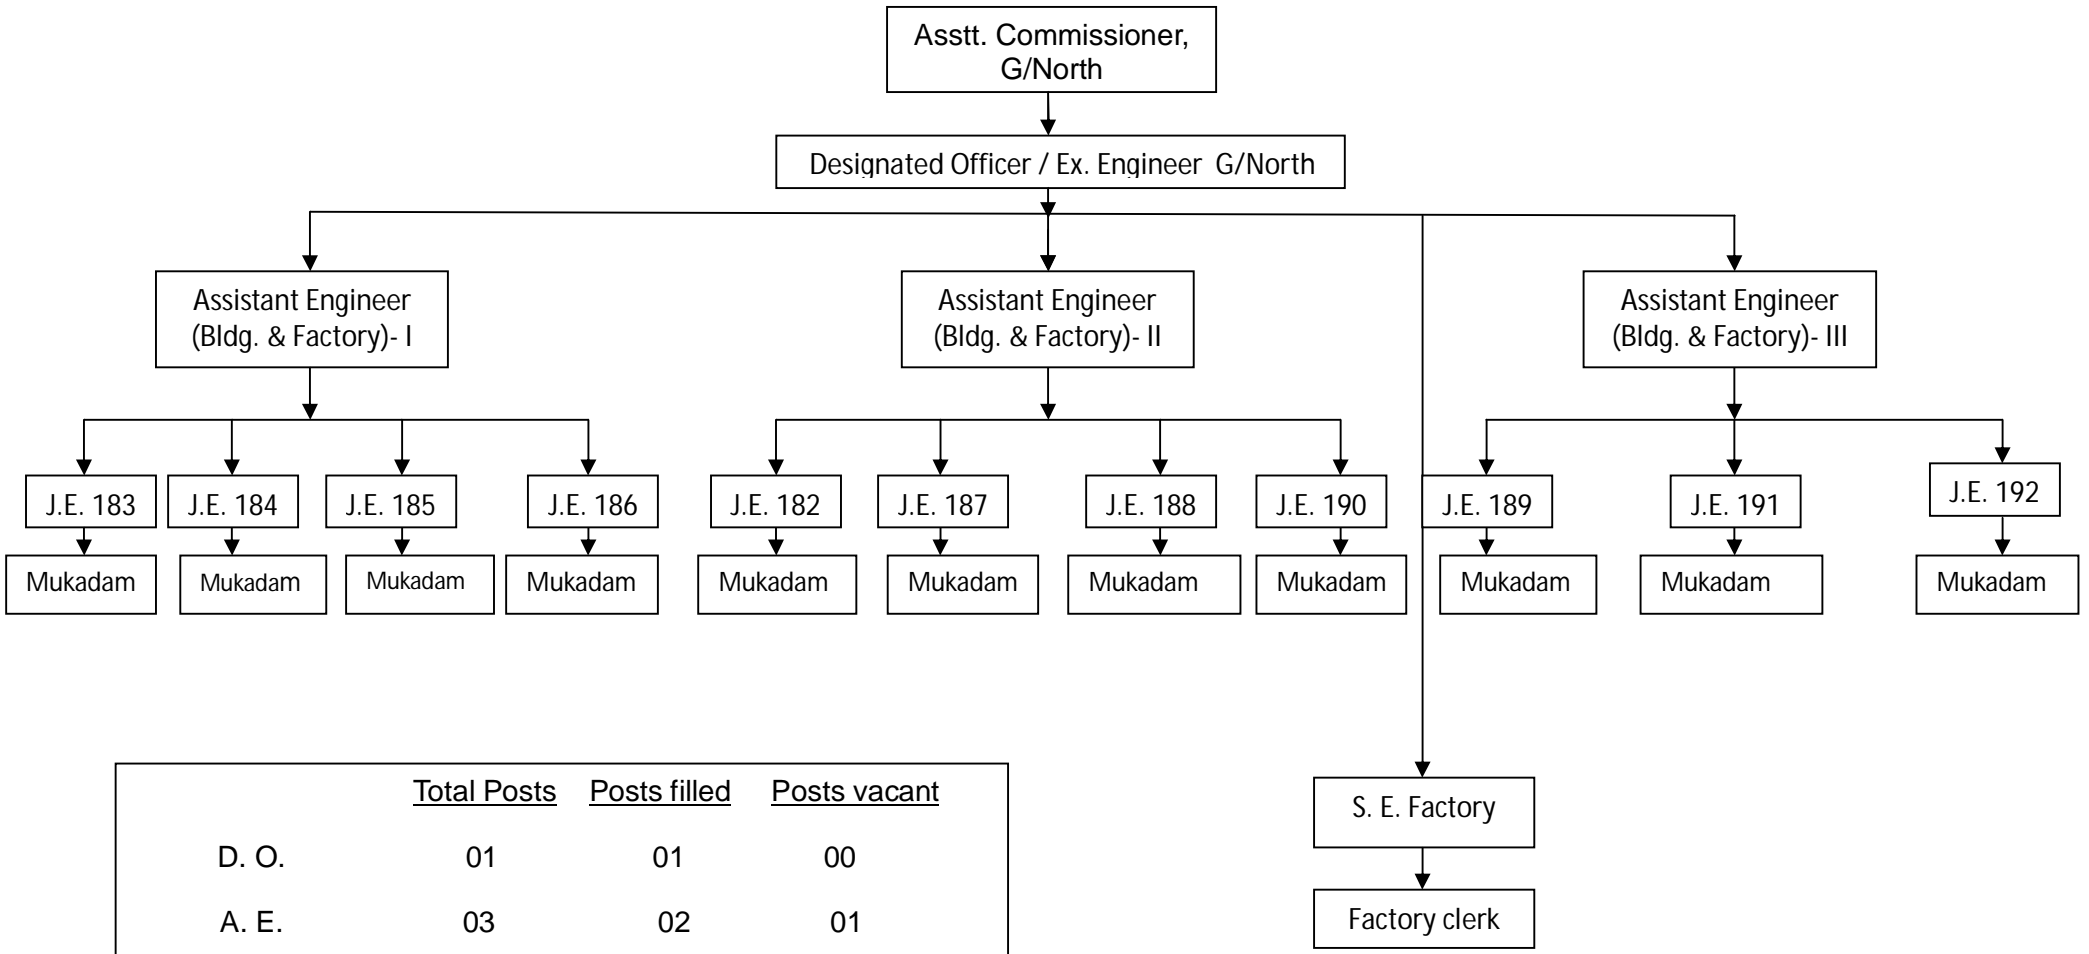 Asstt. Commissioner,
G/North
Designated Officer / Ex. Engineer G/North
Assistant Engineer
(Bldg. & Factory)- I
Assistant Engineer
(Bldg. & Factory)- II
Assistant Engineer
(Bldg. & Factory)- III
J.E. 183
J.E. 184
J.E. 185
J.E. 186
J.E. 182
J.E. 187
J.E. 188
J.E. 190
J.E. 189
J.E. 191
J.E. 192
Mukadam
Mukadam
Mukadam
Mukadam
Mukadam
Mukadam
Mukadam
Mukadam
Mukadam
Mukadam
Mukadam
Total Posts Posts filled Posts vacant
D. O. 01 01 00
A. E. 03 02 01
S. E. Factory
Factory clerk